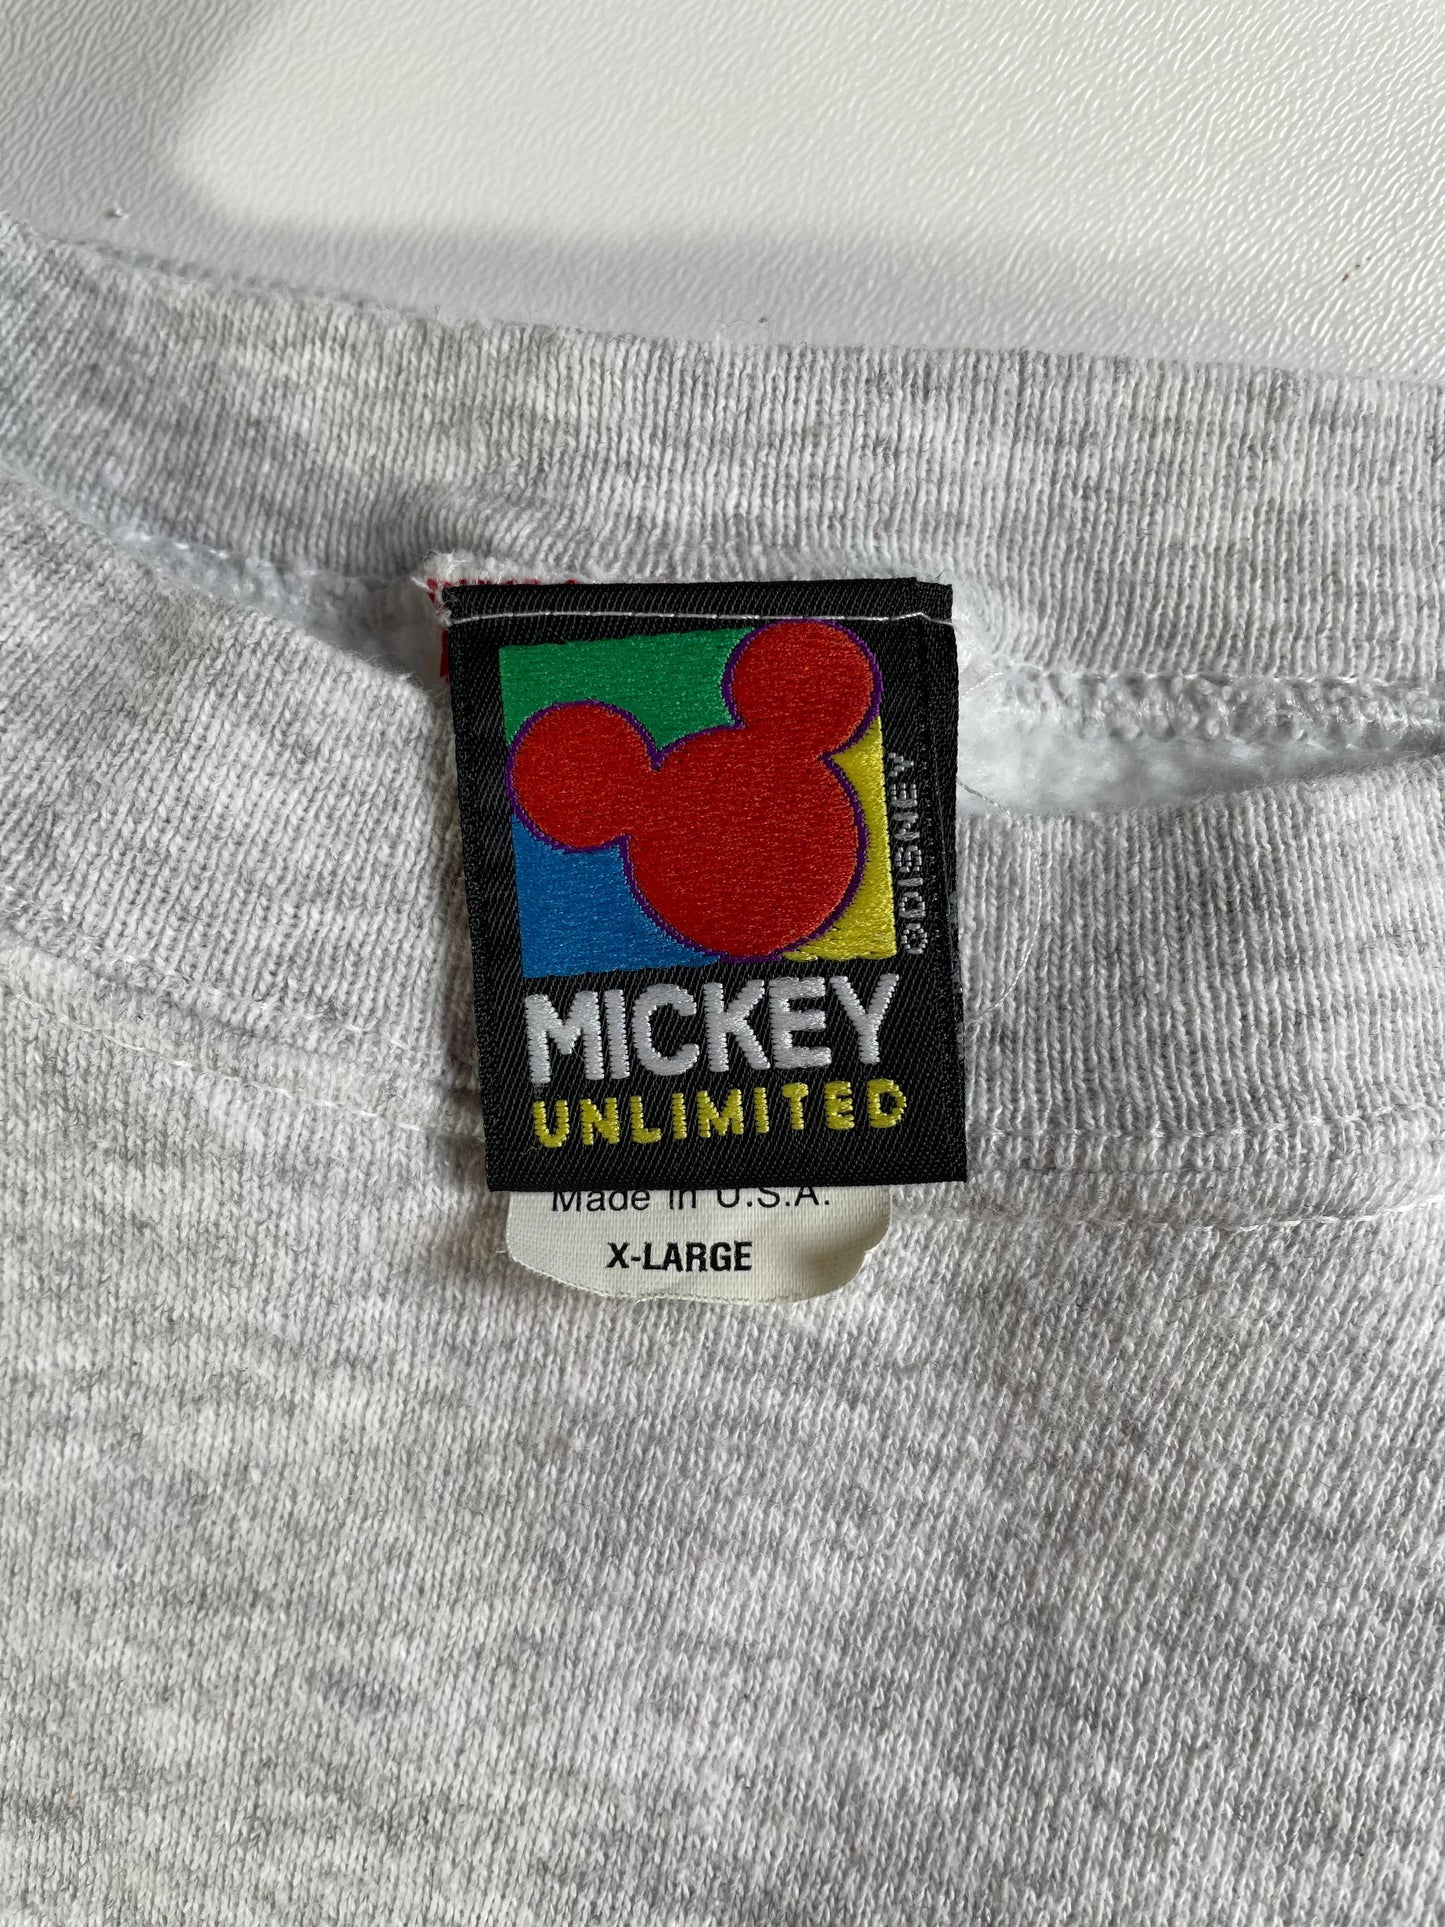 ©DISNEY
MICKEY
UNLIMITED
Made in U.S.A.
X-LARGE